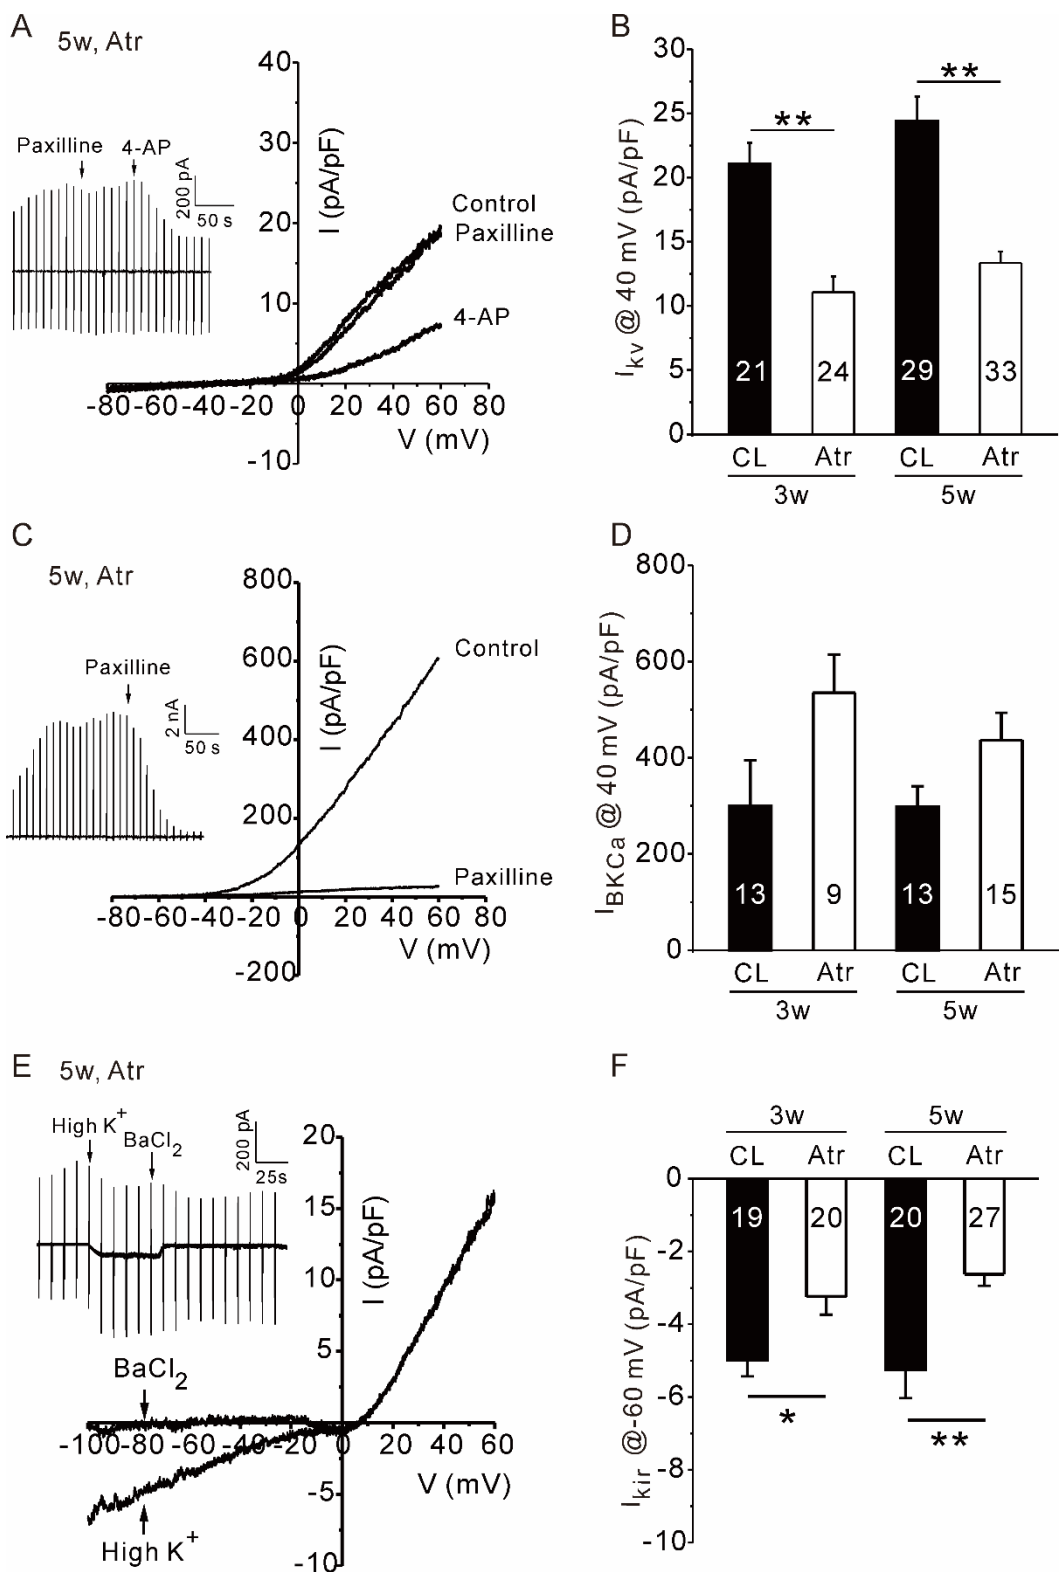 A
5w, Atr
Paxilline
4-AP
200 pA
50 s
I (pA/pF)
40
30
20
10
-10
Control
Paxilline
4-AP
-80 -60 -40 -20 0 20 40 60 80
V (mV)
B
I kv @ 40 mV (pA/pF)
30
25
20
15
10
5
0
** **
21 24 29 33
CL Atr CL Atr
3w 5w
C
5w, Atr
Paxilline
2 nA
50 s
I (pA/pF)
800
600
400
200
-200
Control
Paxilline
-80 -60 -40 -20 0 20 40 60 80
V (mV)
D
I BKCa @ 40 mV (pA/pF)
800
600
400
200
0
13 9 13 15
CL Atr CL Atr
3w 5w
E
5w, Atr
High K+
BaCl2
200 pA
25s
I (pA/pF)
20
15
10
5
-5
-10
BaCl2
-100 -80 -60 -40 -20 0 20 40 60
V (mV)
High K+
F
3w 5w
CL Atr CL Atr
I kir @-60 mV (pA/pF)
0
-2
-4
-6
-8
-10
19 20 20 27
* **